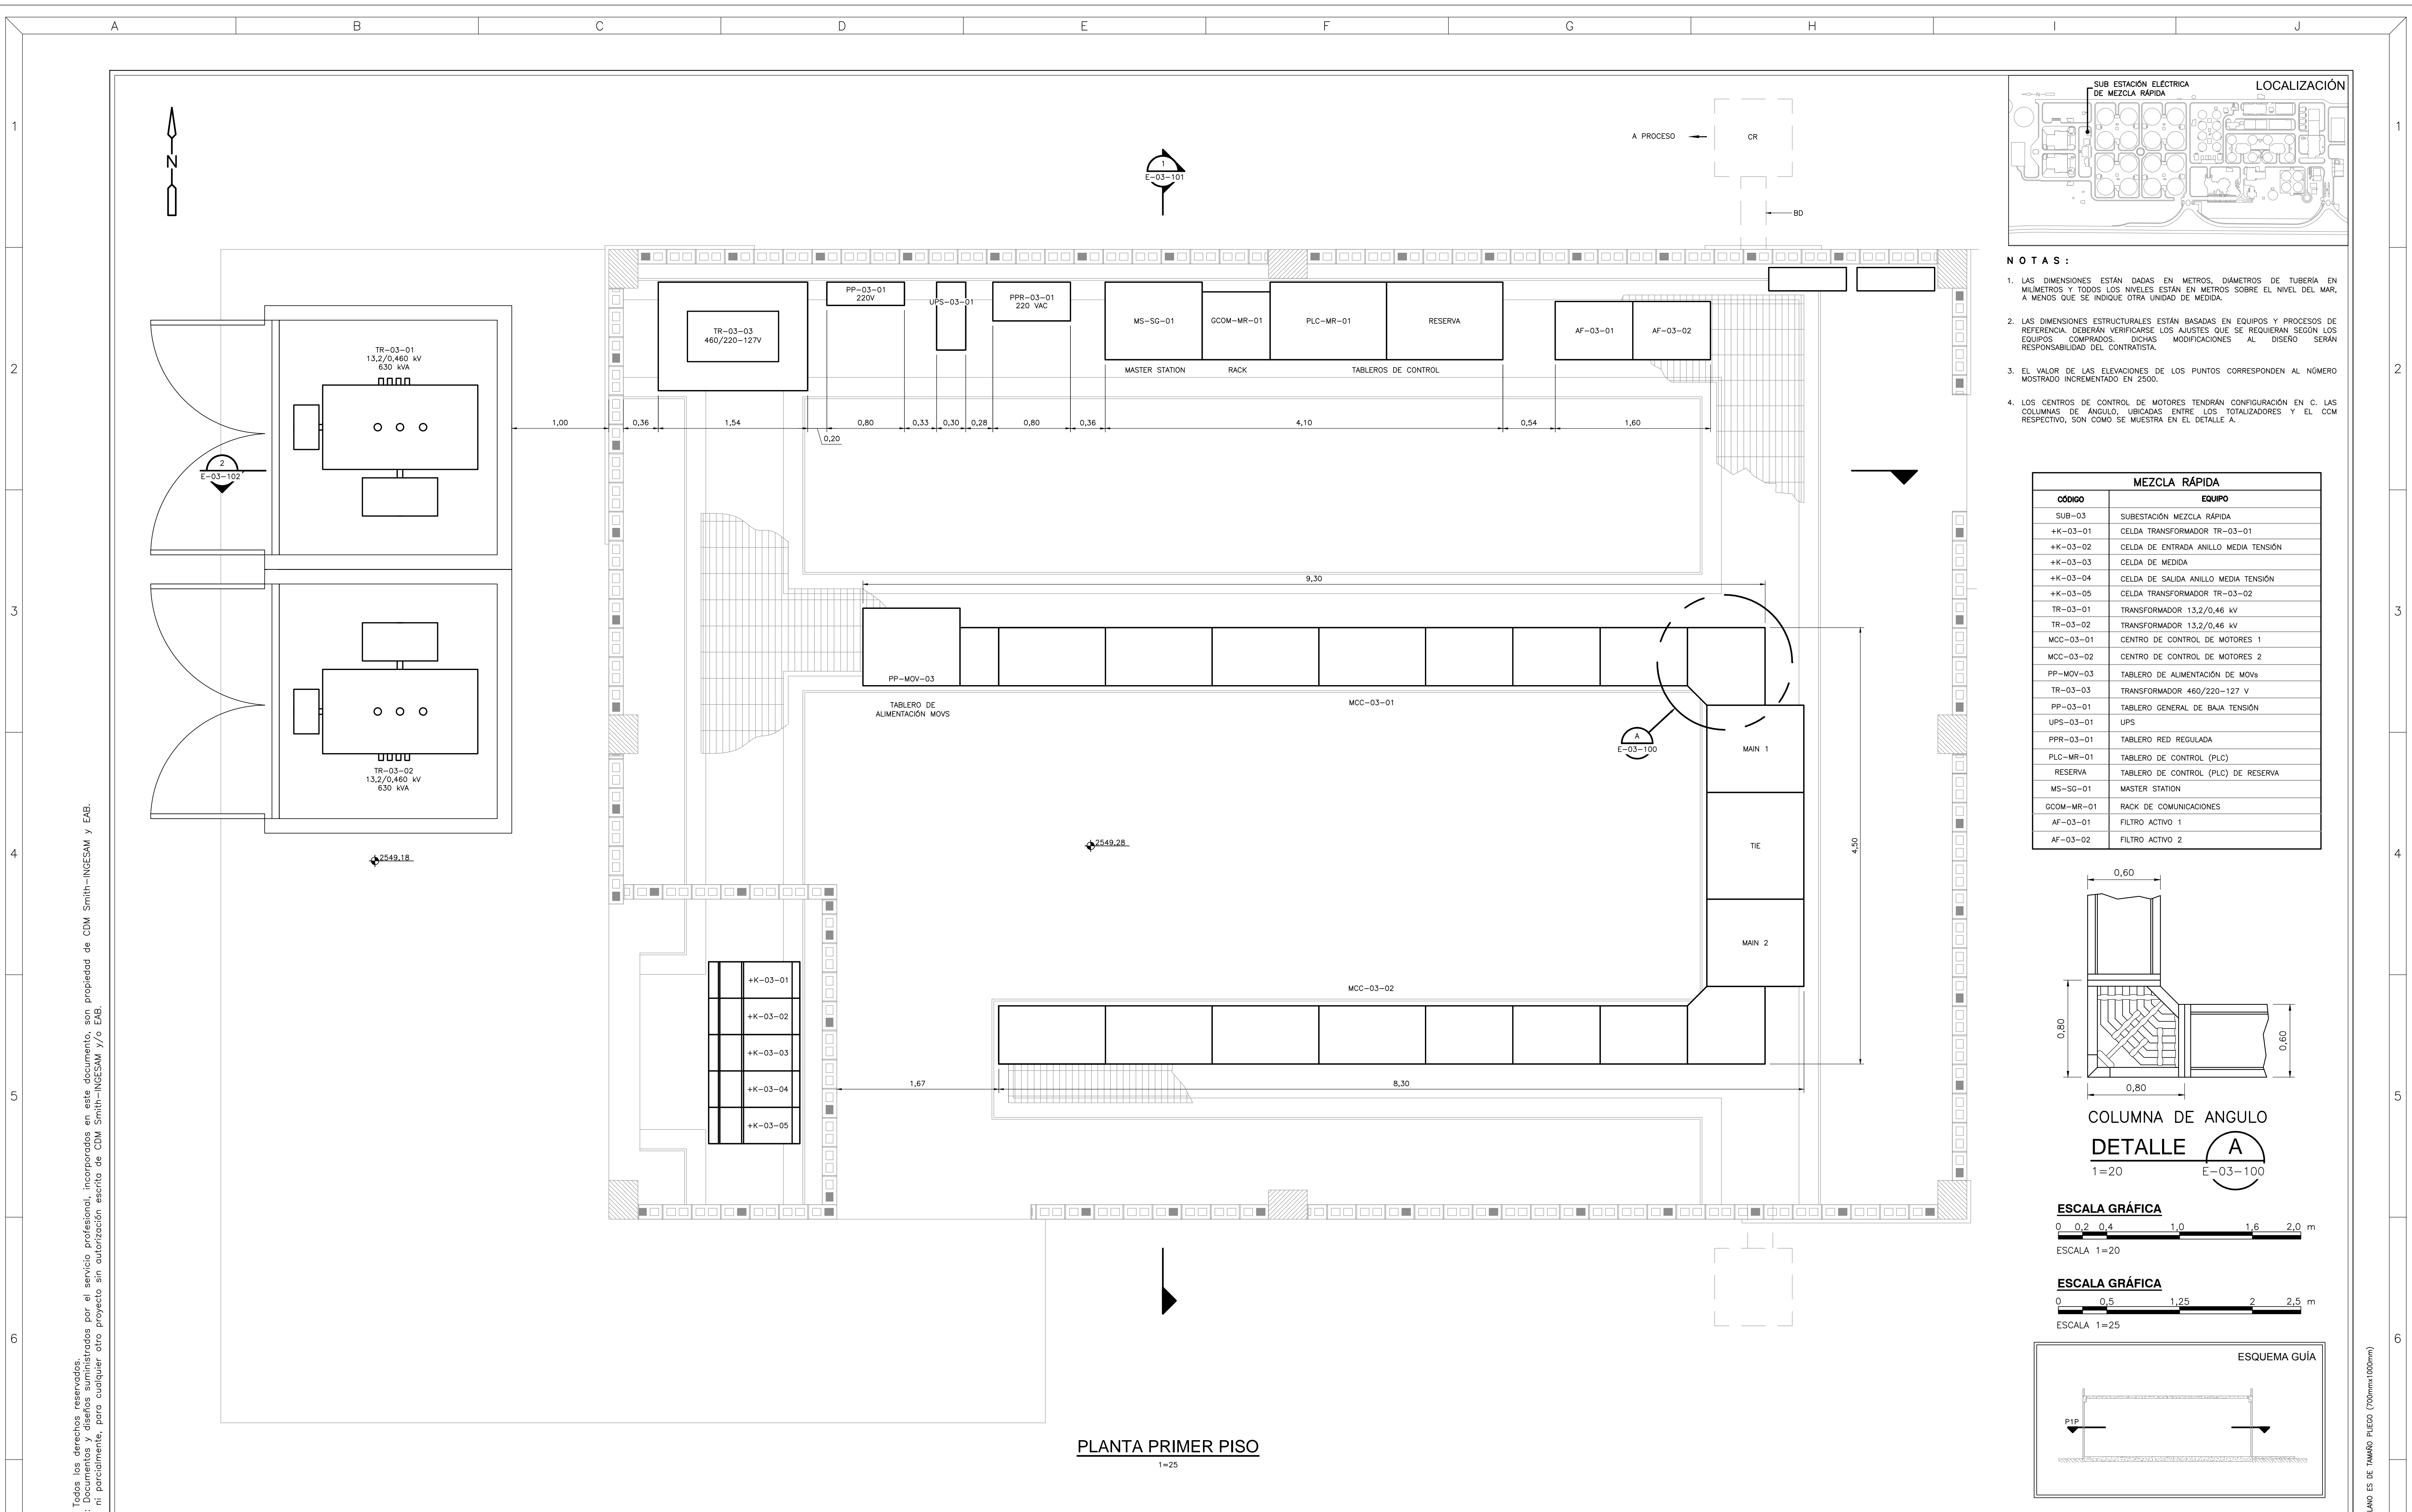 A B C D E F G H I J
1
2
3
4
5
6
1
2
3
4
5
6
N
1
E-03-101
A PROCESO
CR
BD
TR-03-01
13,2/0,460 kV
630 kVA
2
E-03-102
TR-03-02
13,2/0,460 kV
630 kVA
2549,18
TR-03-03
460/220-127V
PP-03-01
220V
UPS-03-01
PPR-03-01
220 VAC
MS-SG-01
GCOM-MR-01
PLC-MR-01
RESERVA
AF-03-01
AF-03-02
MASTER STATION
RACK
TABLEROS DE CONTROL
1,00
0,36
1,54
0,20
0,80
0,33
0,30
0,28
0,80
0,36
4,10
0,54
1,60
9,30
PP-MOV-03
TABLERO DE
ALIMENTACIÓN MOVS
MCC-03-01
A
E-03-100
MAIN 1
TIE
MAIN 2
4,50
2549,28
MCC-03-02
+K-03-01
+K-03-02
+K-03-03
+K-03-04
+K-03-05
1,67
8,30
PLANTA PRIMER PISO
1=25
LOCALIZACIÓN
SUB ESTACIÓN ELÉCTRICA
DE MEZCLA RÁPIDA
N
NOTAS:
1. LAS DIMENSIONES ESTÁN DADAS EN METROS, DIÁMETROS DE TUBERÍA EN
MILÍMETROS Y TODOS LOS NIVELES ESTÁN EN METROS SOBRE EL NIVEL DEL MAR,
A MENOS QUE SE INDIQUE OTRA UNIDAD DE MEDIDA.
2. LAS DIMENSIONES ESTRUCTURALES ESTÁN BASADAS EN EQUIPOS Y PROCESOS DE
REFERENCIA. DEBERÁN VERIFICARSE LOS AJUSTES QUE SE REQUIERAN SEGÚN LOS
EQUIPOS COMPRADOS. DICHAS MODIFICACIONES AL DISEÑO SERÁN
RESPONSABILIDAD DEL CONTRATISTA.
3. EL VALOR DE LAS ELEVACIONES DE LOS PUNTOS CORRESPONDEN AL NÚMERO
MOSTRADO INCREMENTADO EN 2500.
4. LOS CENTROS DE CONTROL DE MOTORES TENDRÁN CONFIGURACIÓN EN C. LAS
COLUMNAS DE ÁNGULO, UBICADAS ENTRE LOS TOTALIZADORES Y EL CCM
RESPECTIVO, SON COMO SE MUESTRA EN EL DETALLE A.
MEZCLA RÁPIDA
CÓDIGO EQUIPO
SUB-03 SUBESTACIÓN MEZCLA RÁPIDA
+K-03-01 CELDA TRANSFORMADOR TR-03-01
+K-03-02 CELDA DE ENTRADA ANILLO MEDIA TENSIÓN
+K-03-03 CELDA DE MEDIDA
+K-03-04 CELDA DE SALIDA ANILLO MEDIA TENSIÓN
+K-03-05 CELDA TRANSFORMADOR TR-03-02
TR-03-01 TRANSFORMADOR 13,2/0,46 kV
TR-03-02 TRANSFORMADOR 13,2/0,46 kV
MCC-03-01 CENTRO DE CONTROL DE MOTORES 1
MCC-03-02 CENTRO DE CONTROL DE MOTORES 2
PP-MOV-03 TABLERO DE ALIMENTACIÓN DE MOVs
TR-03-03 TRANSFORMADOR 460/220-127 V
PP-03-01 TABLERO GENERAL DE BAJA TENSIÓN
UPS-03-01 UPS
PPR-03-01 TABLERO RED REGULADA
PLC-MR-01 TABLERO DE CONTROL (PLC)
RESERVA TABLERO DE CONTROL (PLC) DE RESERVA
MS-SG-01 MASTER STATION
GCOM-MR-01 RACK DE COMUNICACIONES
AF-03-01 FILTRO ACTIVO 1
AF-03-02 FILTRO ACTIVO 2
0,60
0,80
0,60
0,80
COLUMNA DE ANGULO
DETALLE A
1=20 E-03-100
ESCALA GRÁFICA
0 0,2 0,4 1,0 1,6 2,0 m
ESCALA 1=20
ESCALA GRÁFICA
0 0,5 1,25 2 2,5 m
ESCALA 1=25
ESQUEMA GUÍA
P1P
Todos los derechos reservados.
: Documentos y diseños suministrados por el servicio profesional, incorporados en este documento, son propiedad de CDM Smith-INGESAM y EAB.
ni parcialmente, para cualquier otro proyecto sin autorización escrita de CDM Smith-INGESAM y/o EAB.
LANO ES DE TAMAÑO PLIEGO (700mmx1000mm)